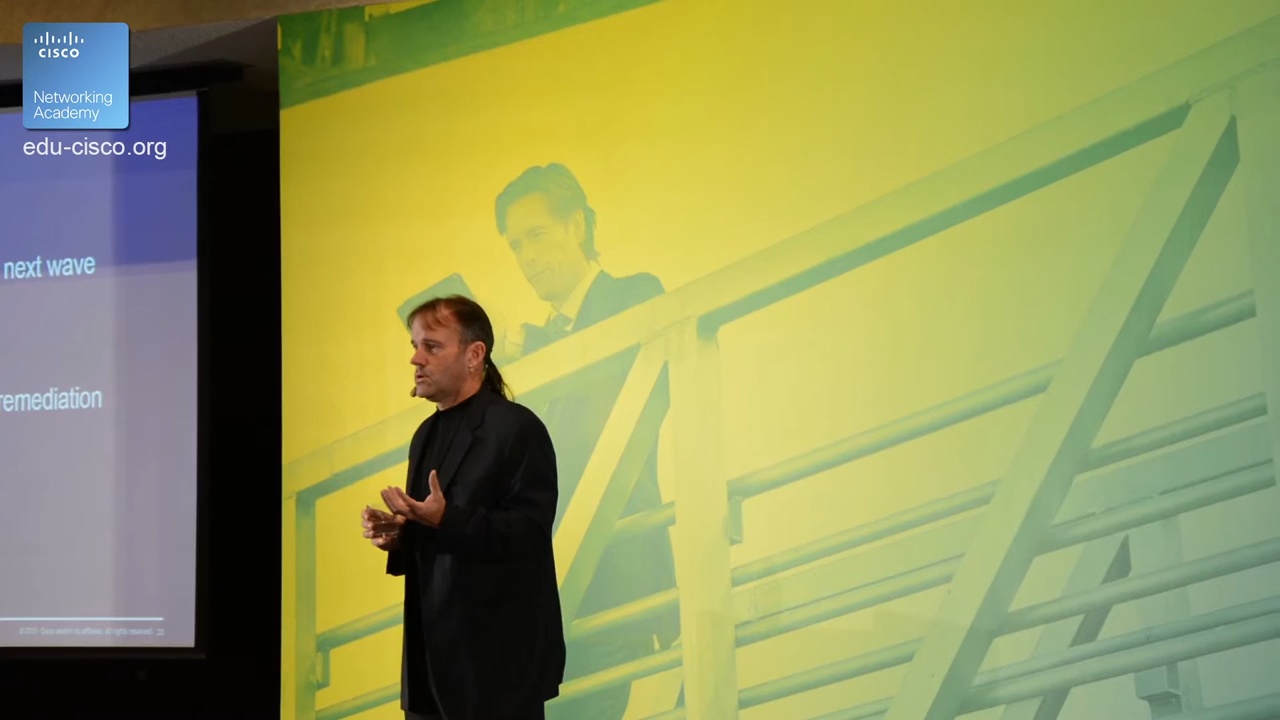 CISCO
Networking
Academy
edu-cisco.org
next wave
remediation